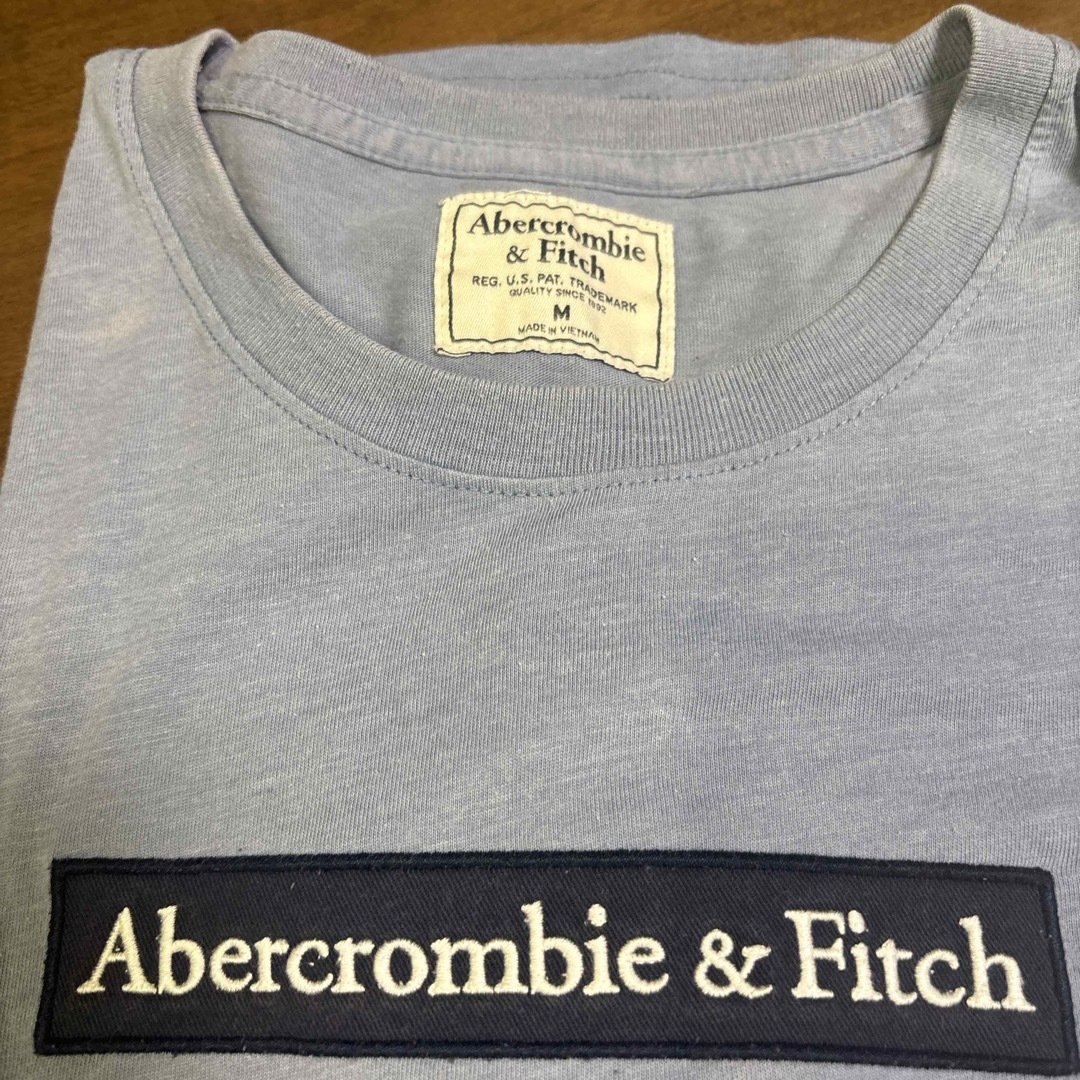 Abercrombie
& Fitch
REG. U.S. PAT. TRADEMARK
QUALITY SINCE 1892
M
MADE IN VIETNAM
Abercrombie & Fitch